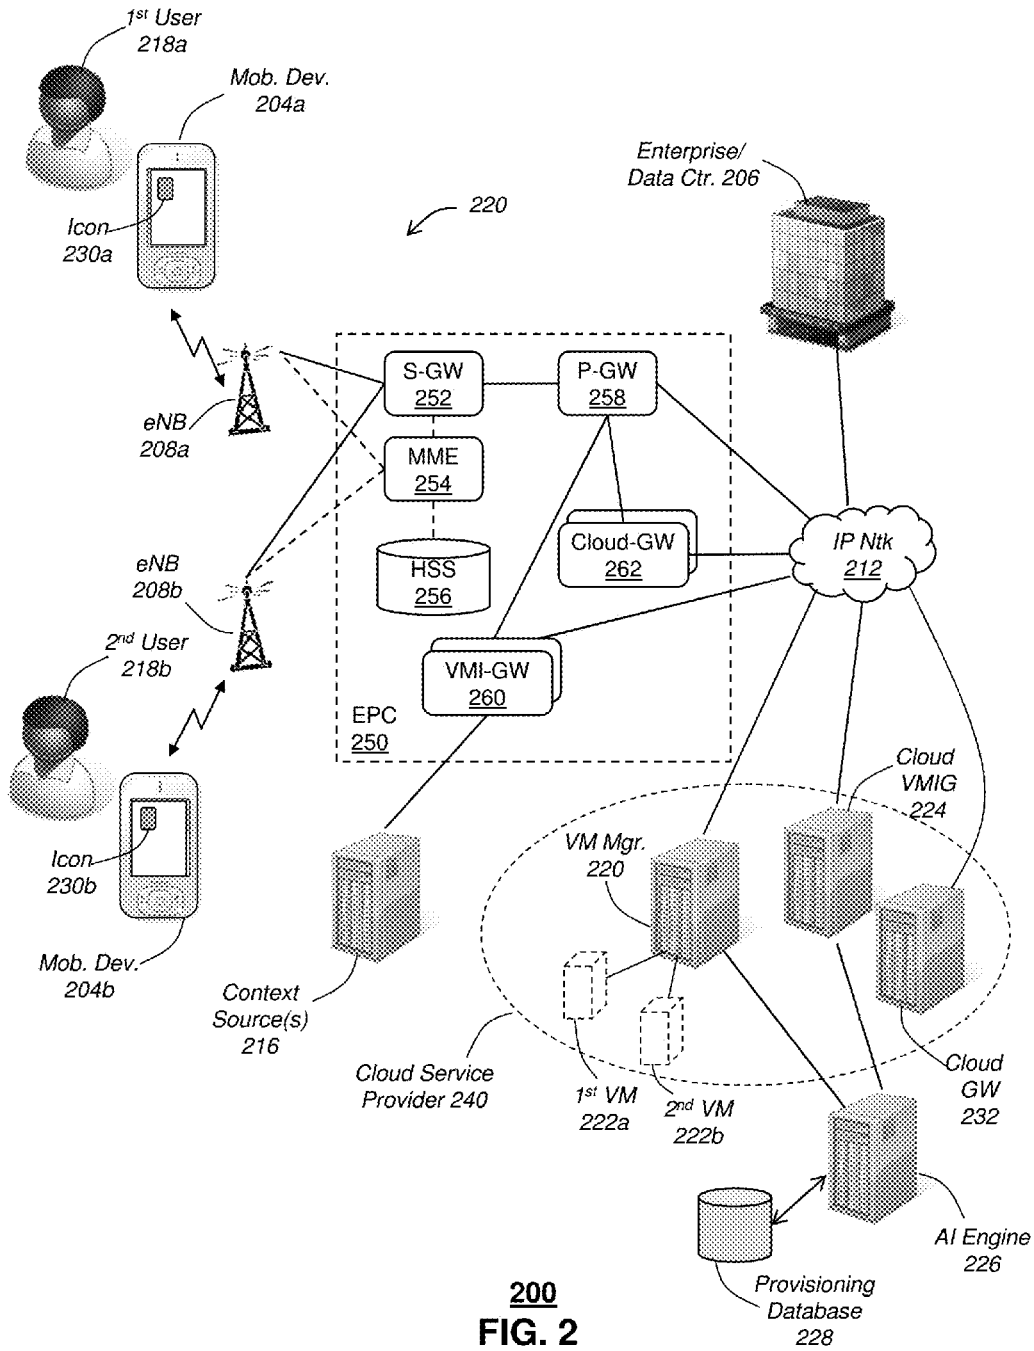 1st User
218a
Mob. Dev.
204a
Icon
230a
220
Enterprise/
Data Ctr. 206
eNB
208a
S-GW
252
P-GW
258
MME
254
HSS
256
Cloud-GW
262
IP Ntk
212
eNB
208b
VMI-GW
260
EPC
250
2nd User
218b
Icon
230b
Mob. Dev.
204b
Cloud
VMIG
224
VM Mgr.
220
Context
Source(s)
216
Cloud Service
Provider 240
1st VM
222a
2nd VM
222b
Cloud
GW
232
AI Engine
226
Provisioning
Database
228
200
FIG. 2